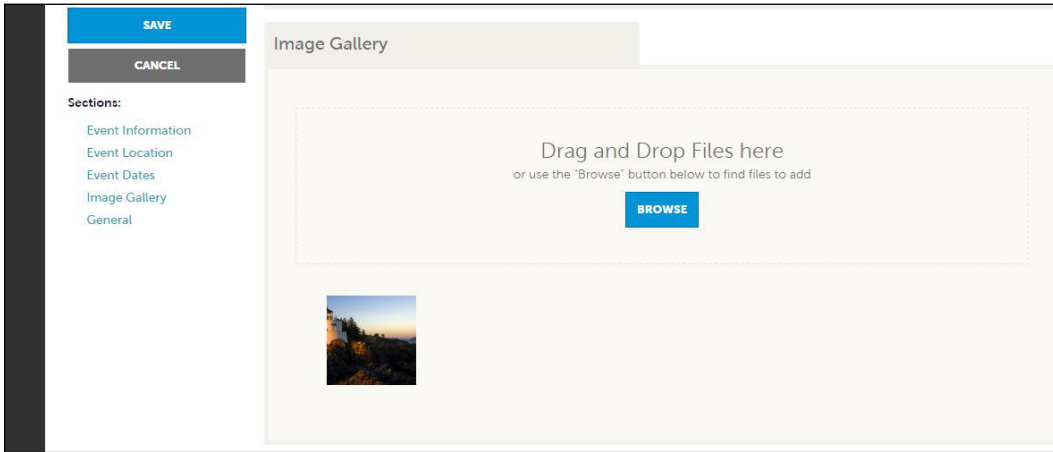 SAVE
CANCEL
Sections:
Event Information
Event Location
Event Dates
Image Gallery
General
Image Gallery
Drag and Drop Files here
or use the "Browse" button below to find files to add
BROWSE